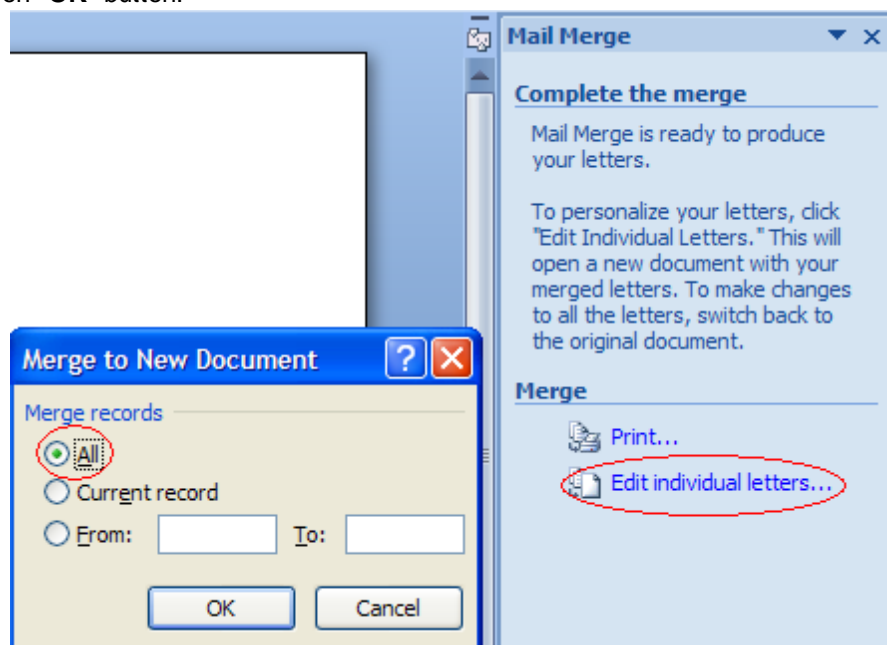 on "OK" button.
Mail Merge
Complete the merge
Mail Merge is ready to produce
your letters.
To personalize your letters, click
"Edit Individual Letters." This will
open a new document with your
merged letters. To make changes
to all the letters, switch back to
the original document.
Merge
Print...
Edit individual letters...
Merge to New Document
Merge records
All
Current record
From:
To:
OK
Cancel